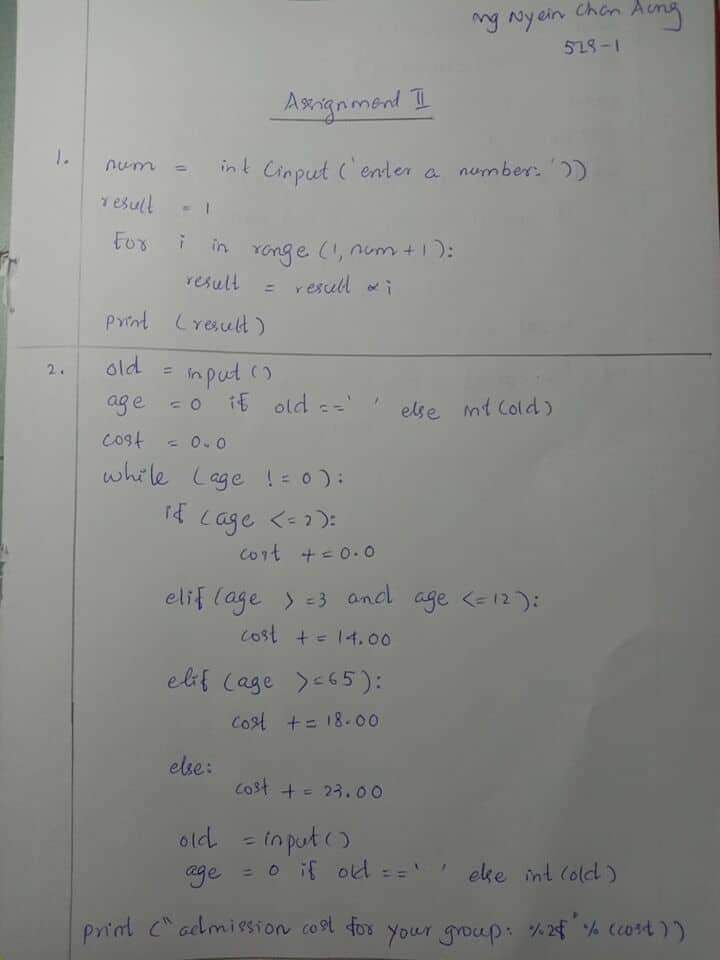 Mg Nyein Chan Aung
528-1
Assignment II
1. num = int (input ('enter a number: '))
result = 1
for i in range (1, num + 1):
result = result * i
print (result)
2. old = input ()
age = 0 if old == ' ' else int (old)
cost = 0.0
while (age != 0):
if (age <= 2):
cost += 0.0
elif (age >= 3 and age <= 12):
cost += 14.00
elif (age >= 65):
cost += 18.00
else:
cost += 23.00
old = input ()
age = 0 if old == ' ' else int (old)
print ("admission cost for your group: %2f" % (cost))